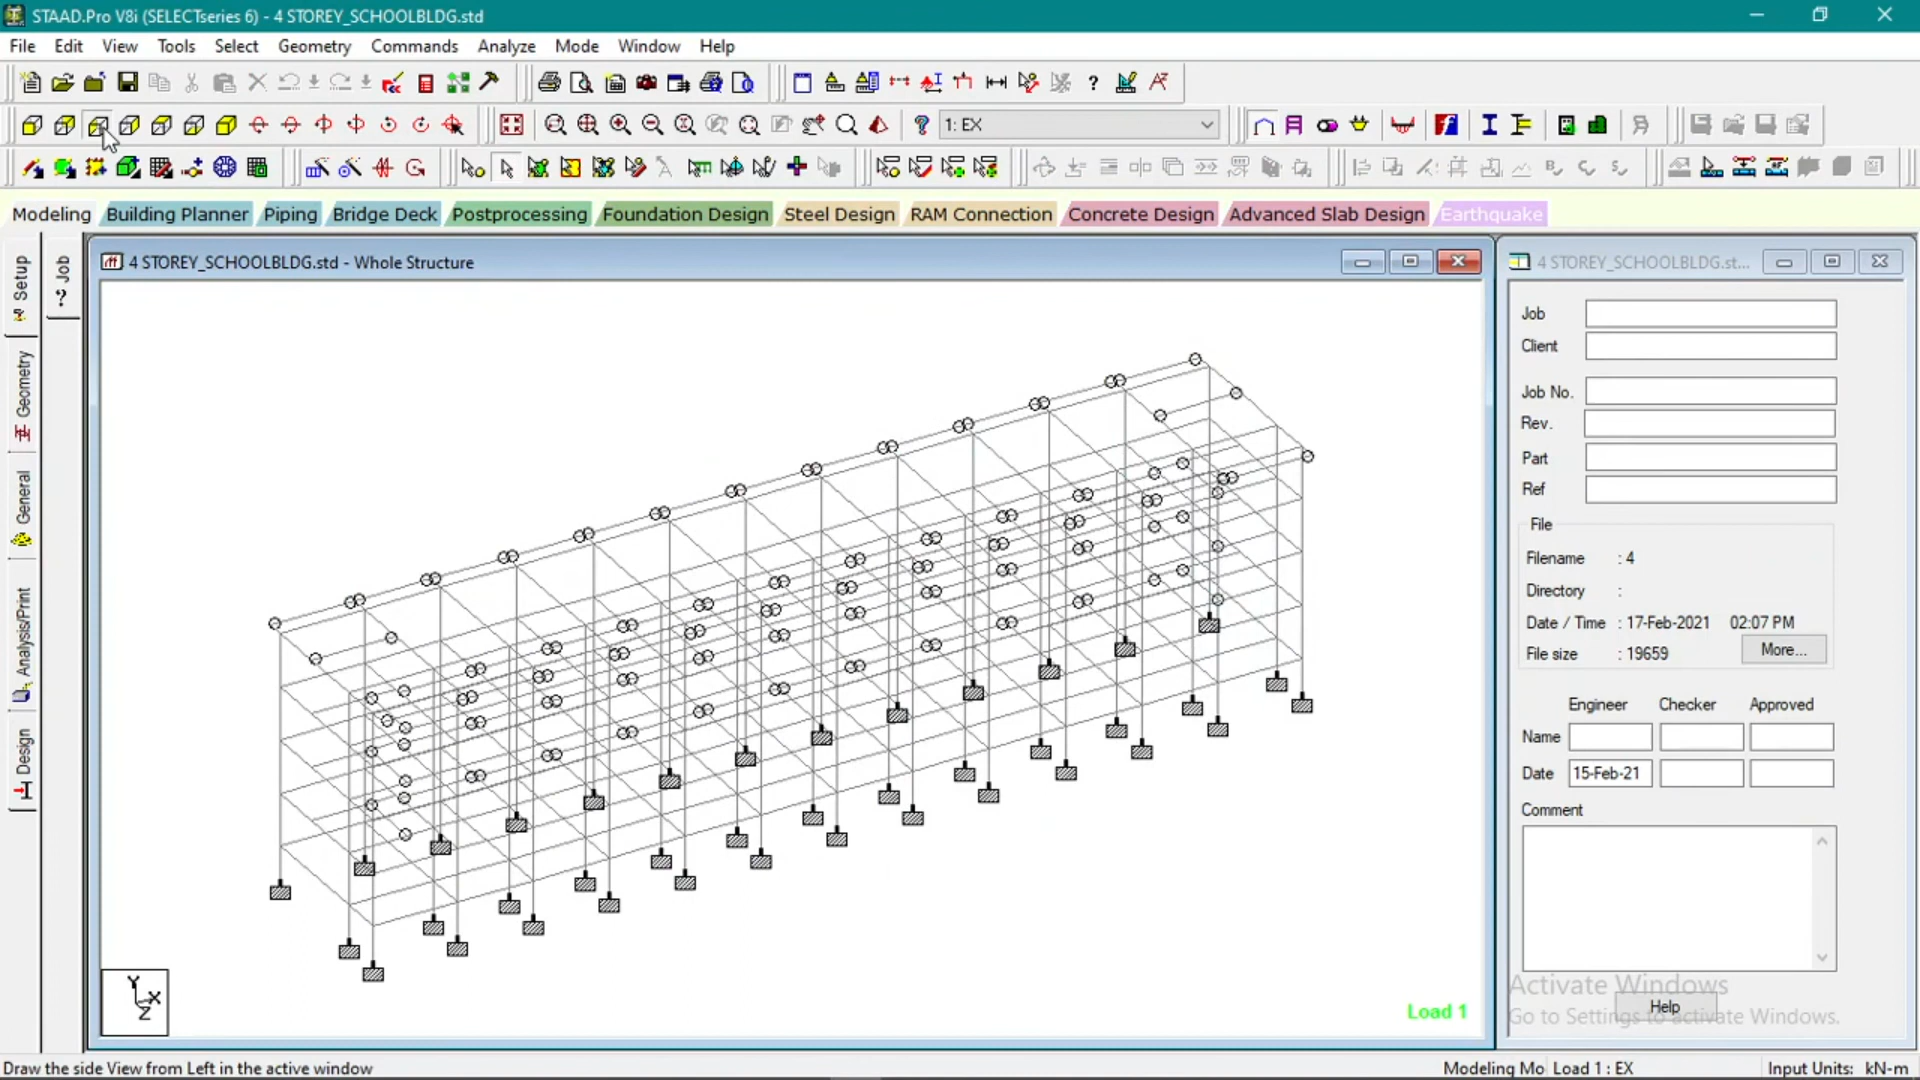 STAAD.Pro V8i (SELECTseries 6) - 4 STOREY_SCHOOLBLDG.std
File Edit View Tools Select Geometry Commands Analyze Mode Window Help
1: EX
Modeling Building Planner Piping Bridge Deck Postprocessing Foundation Design Steel Design RAM Connection Concrete Design Advanced Slab Design Earthquake
Setup
Geometry
General
Analysis/Print
Design
Job
4 STOREY_SCHOOLBLDG.std - Whole Structure
Y
X
Z
Load 1
4 STOREY_SCHOOLBLDG.st...
Job
Client
Job No.
Rev.
Part
Ref
File
Filename : 4
Directory :
Date / Time : 17-Feb-2021 02:07 PM
File size : 19659
More...
Engineer Checker Approved
Name
Date 15-Feb-21
Comment
Activate Windows
Help
Go to Settings to activate Windows.
Draw the side View from Left in the active window
Modeling Mo Load 1 : EX Input Units: kN-m